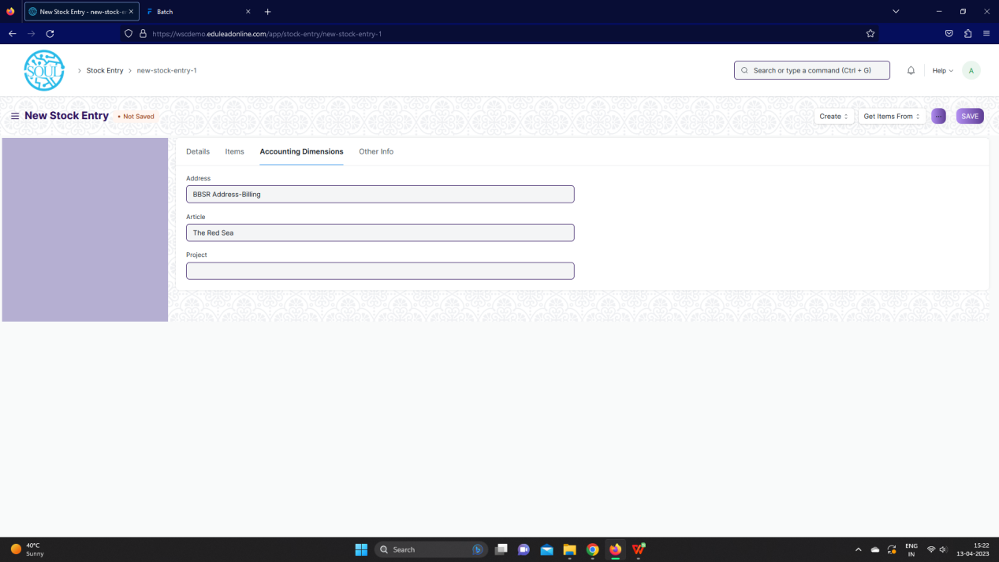 New Stock Entry - new-stock-e
Batch
https://wscdemo.eduleadonline.com/app/stock-entry/new-stock-entry-1
SOUL
Stock Entry
new-stock-entry-1
Search or type a command (Ctrl + G)
Help
A
New Stock Entry
• Not Saved
Create
Get Items From
SAVE
Details
Items
Accounting Dimensions
Other Info
Address
BBSR Address-Billing
Article
The Red Sea
Project
40°C
Sunny
Search
ENG
IN
15:22
13-04-2023